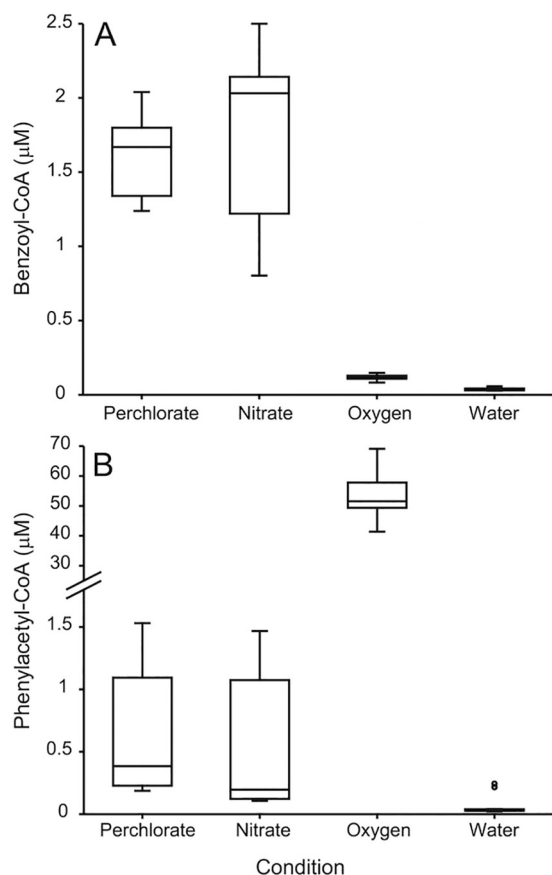 A
Benzoyl-CoA (μM)
2.5
2
1.5
1
0.5
0
Perchlorate Nitrate Oxygen Water
B
Phenylacetyl-CoA (μM)
70
60
50
40
30
1.5
1
0.5
0
Perchlorate Nitrate Oxygen Water
Condition